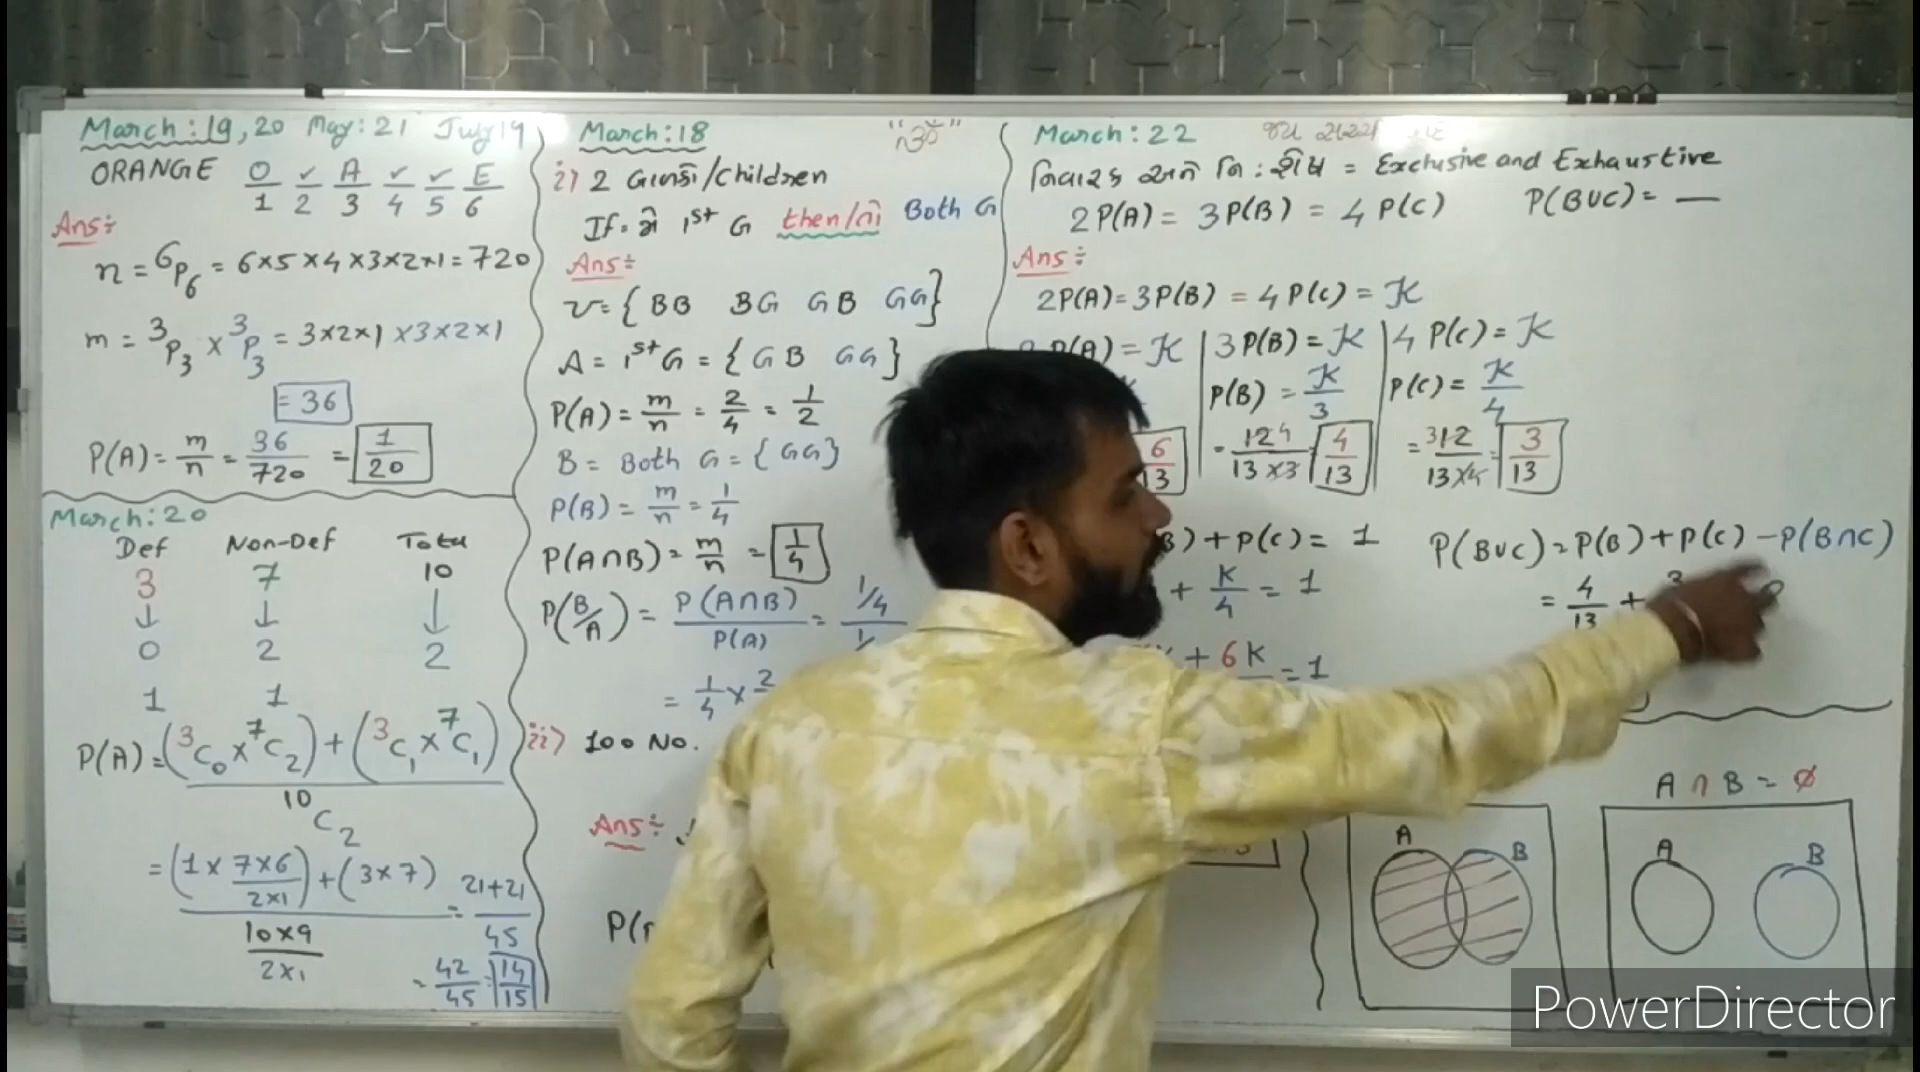 March: 19, 20 May: 21 July 19
ORANGE O ✓ A ✓ ✓ E
1 2 3 4 5 6
Ans÷
n = 6P6 = 6×5×4×3×2×1 = 720
m = 3P3 × 3P3 = 3×2×1 ×3×2×1
= 36
P(A) = m/n = 36/720 = 1/20
March: 20
Def Non-Def Total
3 7 10
↓ ↓ ↓
0 2 2
1 1
P(A) = (3C0 × 7C2) + (3C1 × 7C1)
10C2
= (1 × 7×6/2×1) + (3×7) = 21+21
10×9/2×1 45
= 42/45 = 14/15
March: 18
"ૐ"
i) 2 બાળકો/children
If = જો 1st G then/તો Both G
Ans÷
U = { BB BG GB GG }
A = 1st G = { GB GG }
P(A) = m/n = 2/4 = 1/2
B = Both G = { GG }
P(B) = m/n = 1/4
P(A∩B) = m/n = 1/4
P(B/A) = P(A∩B)/P(A) = 1/4
= 1/4 × 2
ii) 100 No.
Ans÷
March: 22
નિવારક અને નિ:શેષ = Exclusive and Exhaustive
2P(A) = 3P(B) = 4P(C) P(B∪C) = —
Ans÷
2P(A) = 3P(B) = 4P(C) = K
P(A) = K 3P(B) = K 4P(C) = K
P(B) = K/3 P(C) = K/4
= 12 4/13×3 4/13 = 3 12/13×4 = 3/13
) + P(C) = 1 P(B∪C) = P(B) + P(C) - P(B∩C)
+ K/4 = 1 = 4/13 +
+ 6K = 1
A ∩ B = ∅
A B A B
PowerDirector